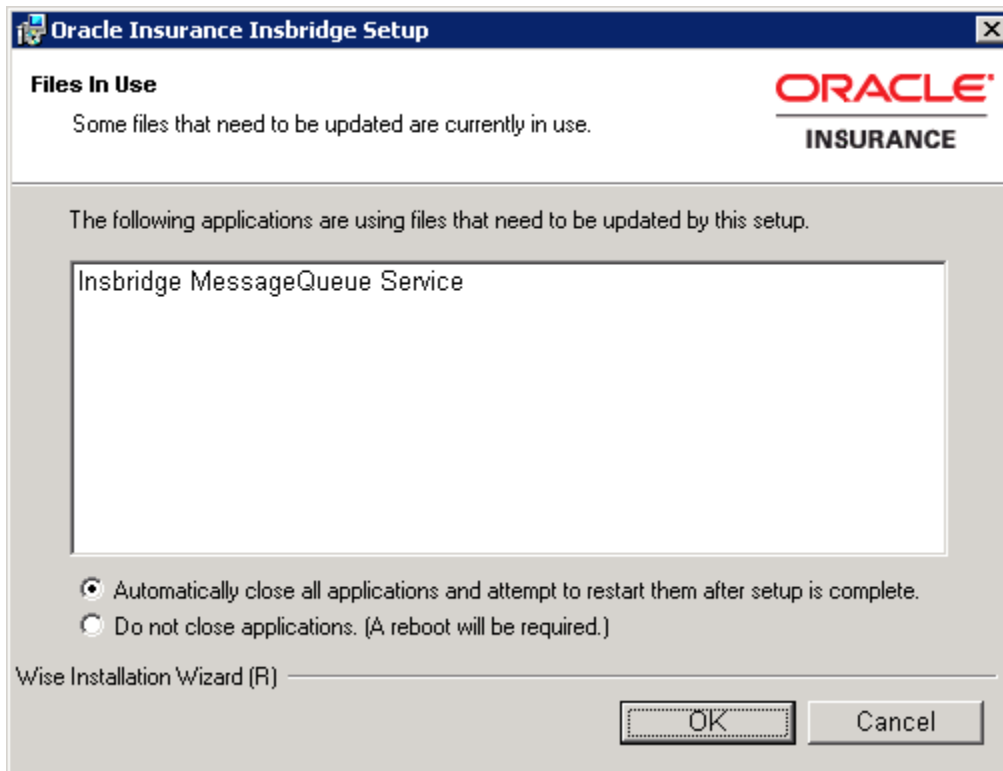 Oracle Insurance Insbridge Setup
Files In Use
Some files that need to be updated are currently in use.
ORACLE
INSURANCE
The following applications are using files that need to be updated by this setup.
Insbridge MessageQueue Service
Automatically close all applications and attempt to restart them after setup is complete.
Do not close applications. (A reboot will be required.)
Wise Installation Wizard (R)
OK
Cancel